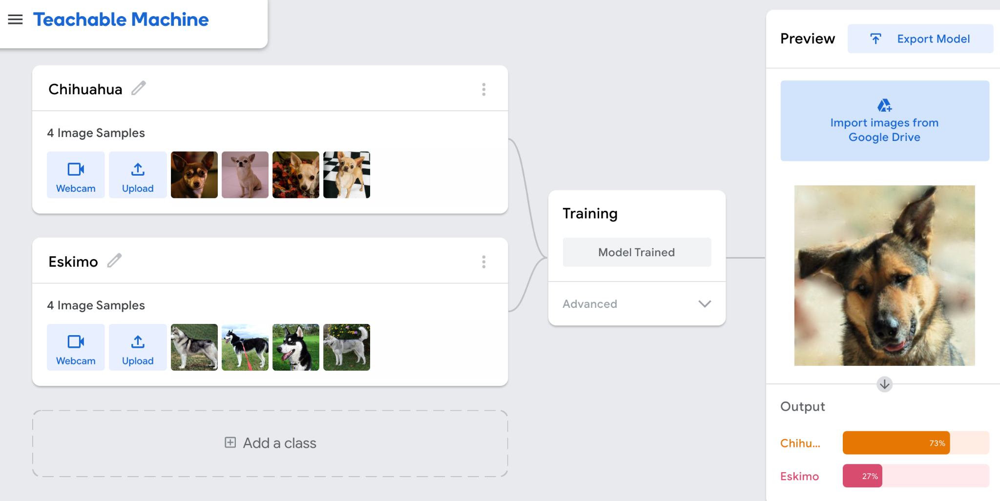 Teachable Machine
Chihuahua
4 Image Samples
Webcam
Upload
Eskimo
4 Image Samples
Webcam
Upload
Add a class
Training
Model Trained
Advanced
Preview
Export Model
Import images from
Google Drive
Output
Chihu...
73%
Eskimo
27%